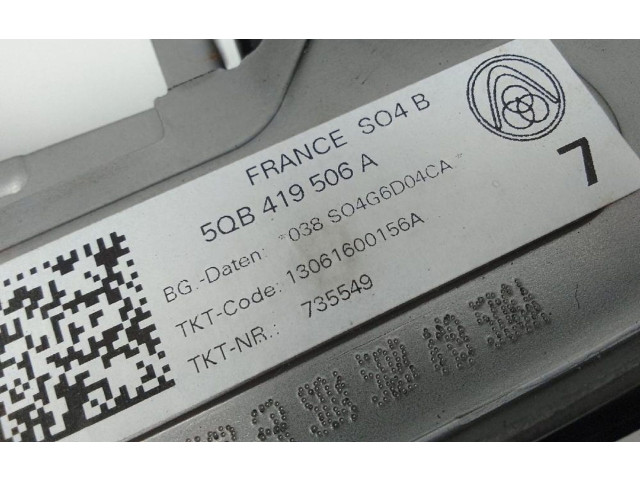 FRANCE SO4 B
5QB 419 506 A
BG.-Daten: *038 SO4G6D04CA*
TKT-Code: 13061600156A
TKT-NR.: 735549
7